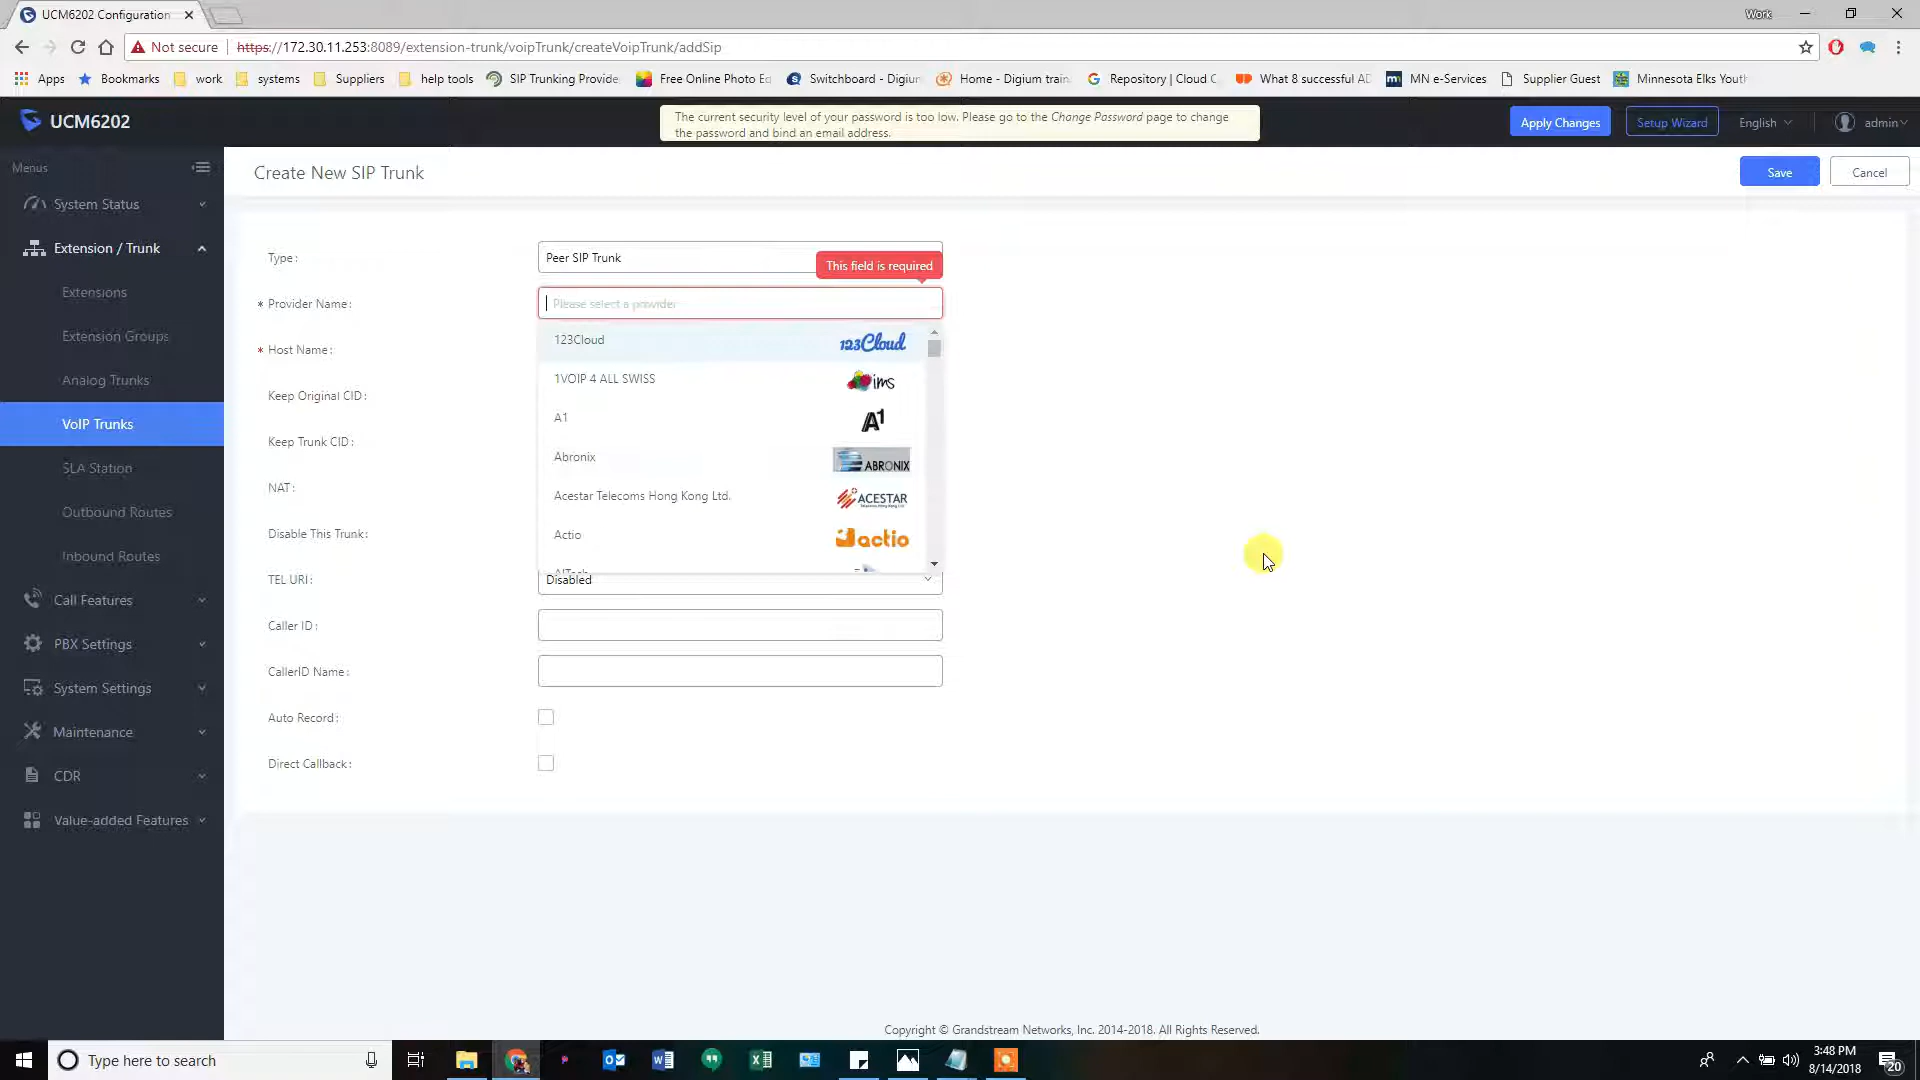 UCM6202 Configuration
Work
Not secure
https://172.30.11.253:8089/extension-trunk/voipTrunk/createVoipTrunk/addSip
Apps
Bookmarks
work
systems
Suppliers
help tools
SIP Trunking Provide
Free Online Photo Ed
Switchboard - Digium
Home - Digium train
Repository | Cloud C
What 8 successful AD
MN e-Services
Supplier Guest
Minnesota Elks Yout
UCM6202
The current security level of your password is too low. Please go to the Change Password page to change
the password and bind an email address.
Apply Changes
Setup Wizard
English
admin
Menus
Create New SIP Trunk
Save
Cancel
System Status
Extension / Trunk
Extensions
Extension Groups
Analog Trunks
VoIP Trunks
SLA Station
Outbound Routes
Inbound Routes
Call Features
PBX Settings
System Settings
Maintenance
CDR
Value-added Features
Type :
Peer SIP Trunk
This field is required
* Provider Name :
Please select a provider
* Host Name :
Keep Original CID :
Keep Trunk CID :
NAT :
Disable This Trunk :
TEL URI :
Disabled
Caller ID :
CallerID Name :
Auto Record :
Direct Callback :
123Cloud
123Cloud
1VOIP 4 ALL SWISS
ims
A1
A1
Abronix
ABRONIX
Acestar Telecoms Hong Kong Ltd.
ACESTAR
Actio
actio
Copyright © Grandstream Networks, Inc. 2014-2018. All Rights Reserved.
Type here to search
3:48 PM
8/14/2018
20